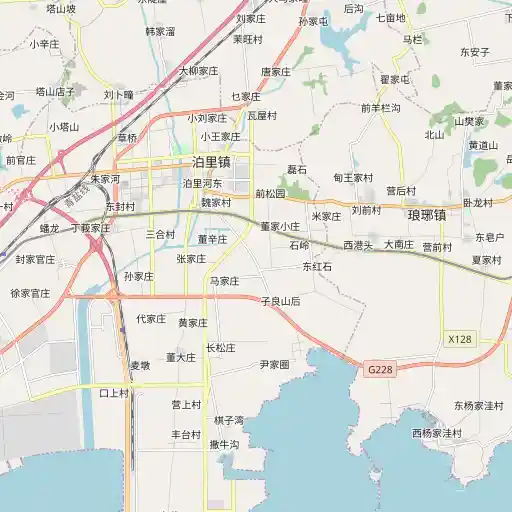 塔山坡
刘家庄
后沟
七亩地
韩家溜
孙家屯
小辛庄
茉旺村
马栏
东安子
大柳家庄
唐家庄
翟家屯
塔山店子
刘卜疃
乜家庄
瓦屋村
前羊栏沟
小塔山
小刘家庄
山樊家
草桥
小王家庄
北山
黄道山
前官庄
泊里镇
磊石
朱家河
泊里河东
甸王家村
青盐线
前松园
营后村
东封村
魏家村
米家庄
刘前村
琅琊镇
卧龙村
蟠龙
丁戬家庄
三合村
董辛庄
董家小庄
石岭
西港头
大南庄
营前村
东皂户
封家官庄
张家庄
东红石
夏家村
孙家庄
马家庄
徐家官庄
子良山后
代家庄
黄家庄
X128
长松庄
麦墩
董大庄
尹家圈
G228
口上村
营上村
东杨家洼村
棋子湾
丰台村
西杨家洼村
撒牛沟